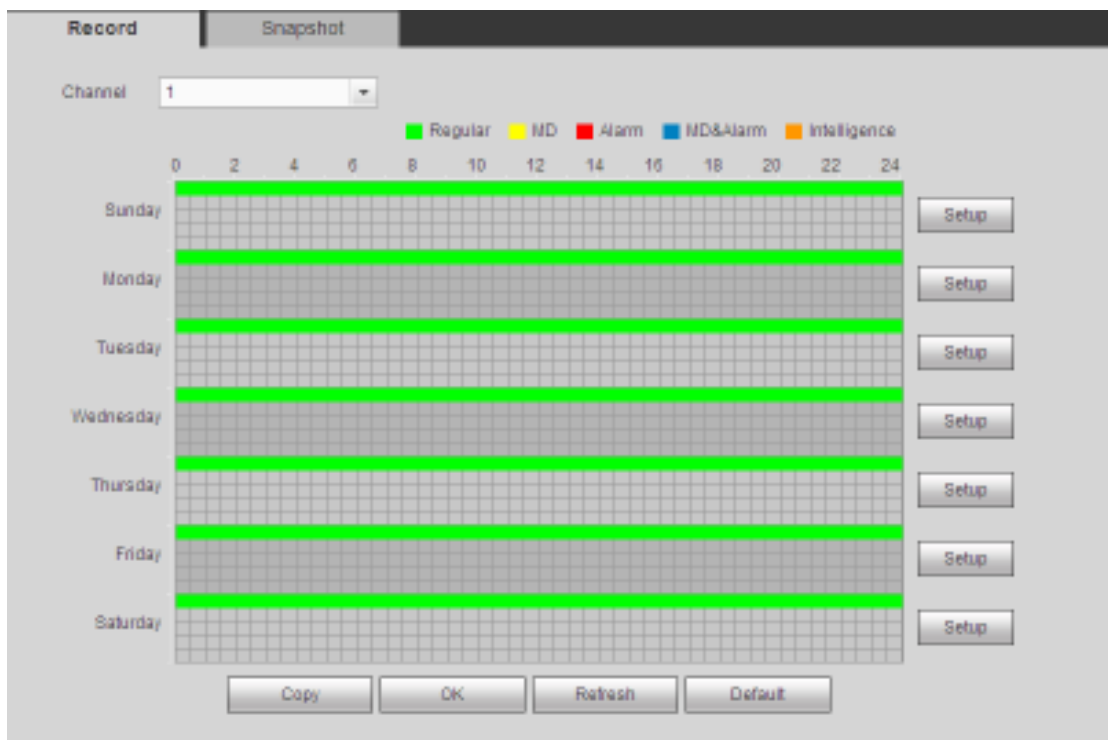 Record Snapshot
Channel 1
Regular MD Alarm MD&Alarm Intelligence
0 2 4 6 8 10 12 14 16 18 20 22 24
Sunday Setup
Monday Setup
Tuesday Setup
Wednesday Setup
Thursday Setup
Friday Setup
Saturday Setup
Copy OK Refresh Default